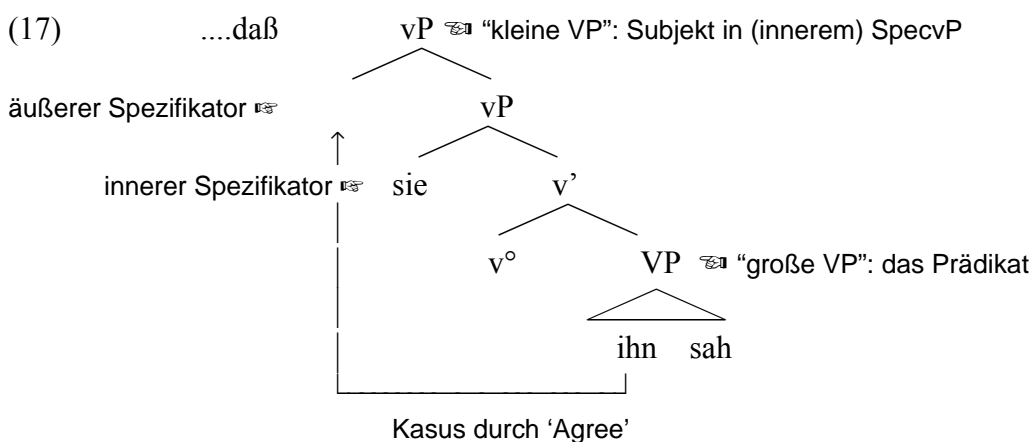 (17) ....daß vP ☜ “kleine VP”: Subjekt in (innerem) SpecvP
äußerer Spezifikator ☞ vP
innerer Spezifikator ☞ sie v’
v° VP ☜ “große VP”: das Prädikat
ihn sah
Kasus durch ‘Agree’